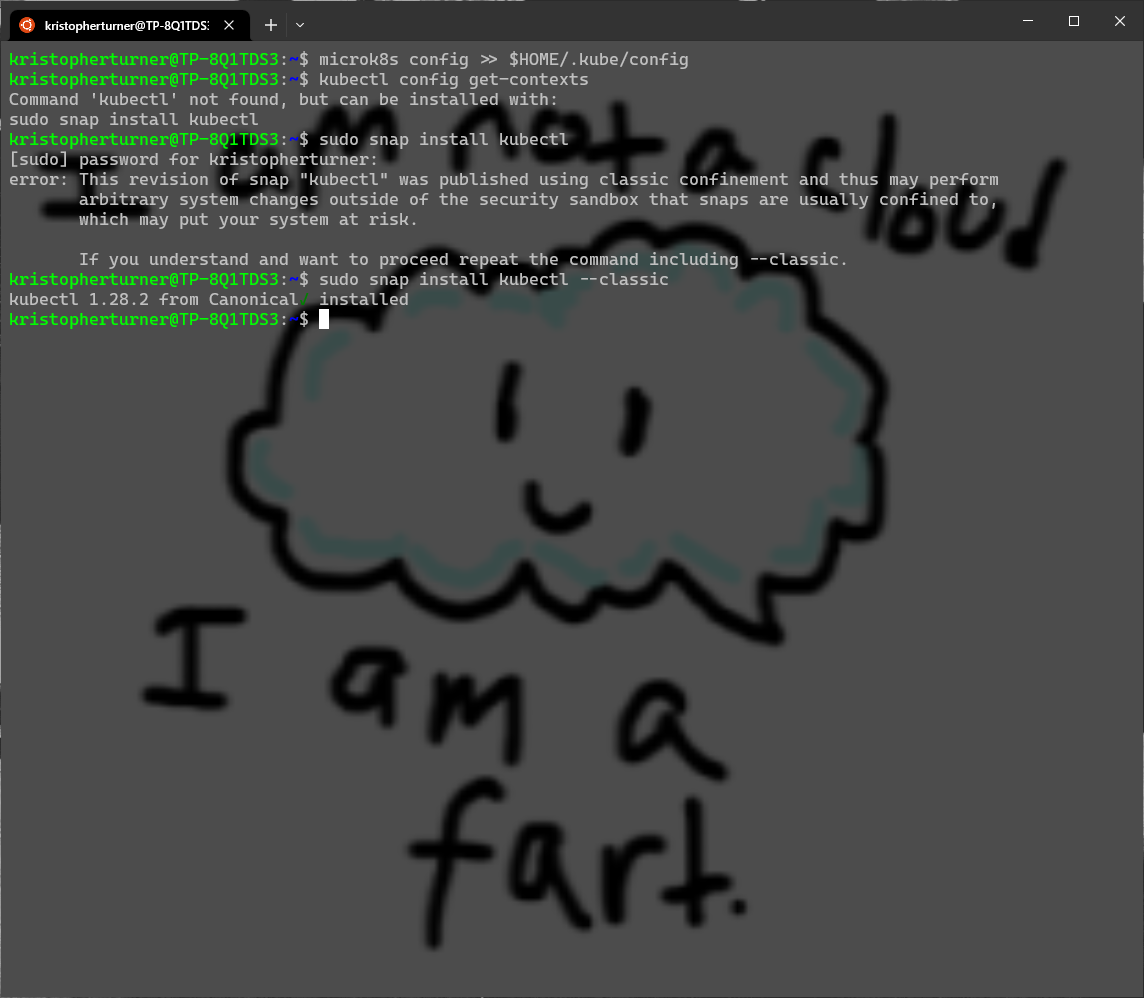 kristopherturner@TP-8Q1TDS3:
kristopherturner@TP-8Q1TDS3:~$ microk8s config >> $HOME/.kube/config
kristopherturner@TP-8Q1TDS3:~$ kubectl config get-contexts
Command 'kubectl' not found, but can be installed with:
sudo snap install kubectl
kristopherturner@TP-8Q1TDS3:~$ sudo snap install kubectl
[sudo] password for kristopherturner:
error: This revision of snap "kubectl" was published using classic confinement and thus may perform
arbitrary system changes outside of the security sandbox that snaps are usually confined to,
which may put your system at risk.
If you understand and want to proceed repeat the command including --classic.
kristopherturner@TP-8Q1TDS3:~$ sudo snap install kubectl --classic
kubectl 1.28.2 from Canonical✓ installed
kristopherturner@TP-8Q1TDS3:~$
I am not a cloud
I am a
fart.